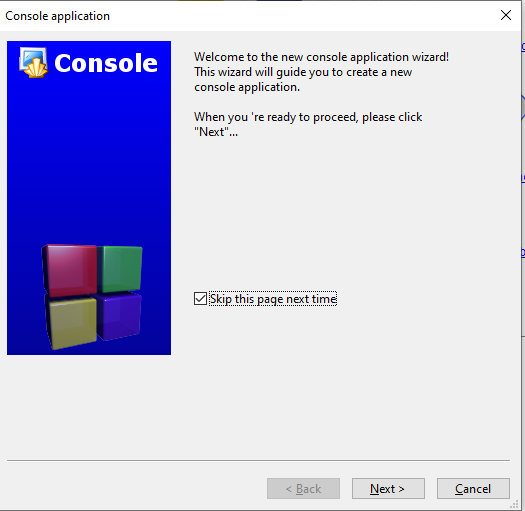 Console application
Console
Welcome to the new console application wizard!
This wizard will guide you to create a new
console application.
When you 're ready to proceed, please click
"Next"...
Skip this page next time
< Back
Next >
Cancel